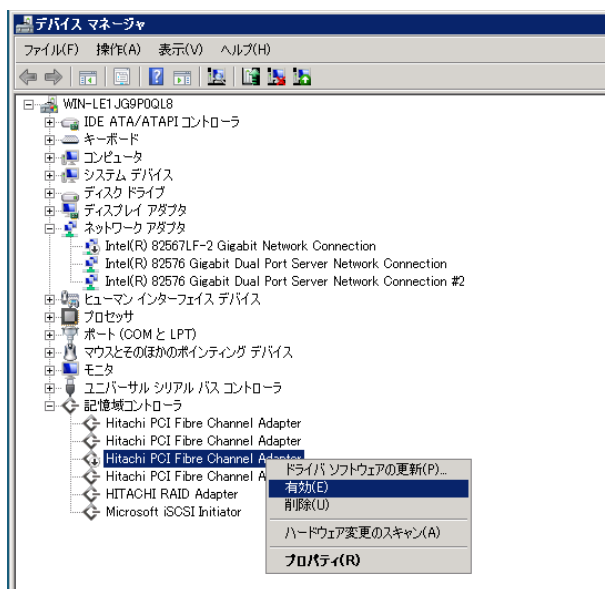 デバイス マネージャ
ファイル(F) 操作(A) 表示(V) ヘルプ(H)
WIN-LE1JG9P0QL8
IDE ATA/ATAPI コントローラ
キーボード
コンピュータ
システム デバイス
ディスク ドライブ
ディスプレイ アダプタ
ネットワーク アダプタ
Intel(R) 82567LF-2 Gigabit Network Connection
Intel(R) 82576 Gigabit Dual Port Server Network Connection
Intel(R) 82576 Gigabit Dual Port Server Network Connection #2
ヒューマン インターフェイス デバイス
プロセッサ
ポート (COM と LPT)
マウスとそのほかのポインティング デバイス
モニタ
ユニバーサル シリアル バス コントローラ
記憶域コントローラ
Hitachi PCI Fibre Channel Adapter
Hitachi PCI Fibre Channel Adapter
Hitachi PCI Fibre Channel Adapter
Hitachi PCI Fibre Channel A
HITACHI RAID Adapter
Microsoft iSCSI Initiator
ドライバ ソフトウェアの更新(P)...
有効(E)
削除(U)
ハードウェア変更のスキャン(A)
プロパティ(R)